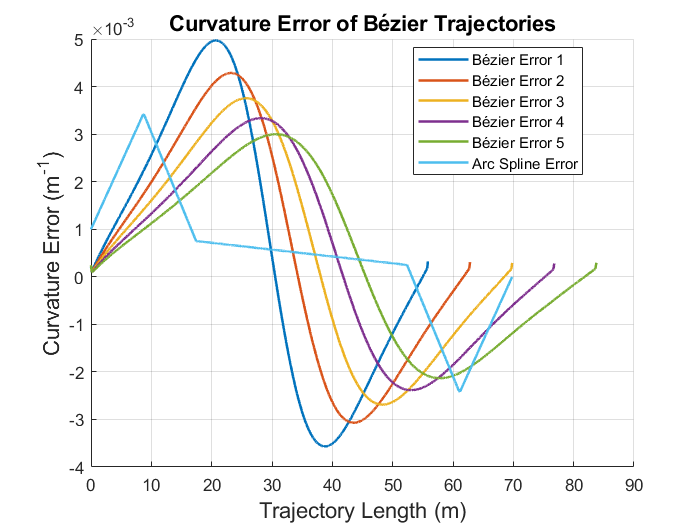 Curvature Error of Bézier Trajectories
×10⁻³
5
4
3
2
1
0
-1
-2
-3
-4
Curvature Error (m⁻¹)
Bézier Error 1
Bézier Error 2
Bézier Error 3
Bézier Error 4
Bézier Error 5
Arc Spline Error
0 10 20 30 40 50 60 70 80 90
Trajectory Length (m)